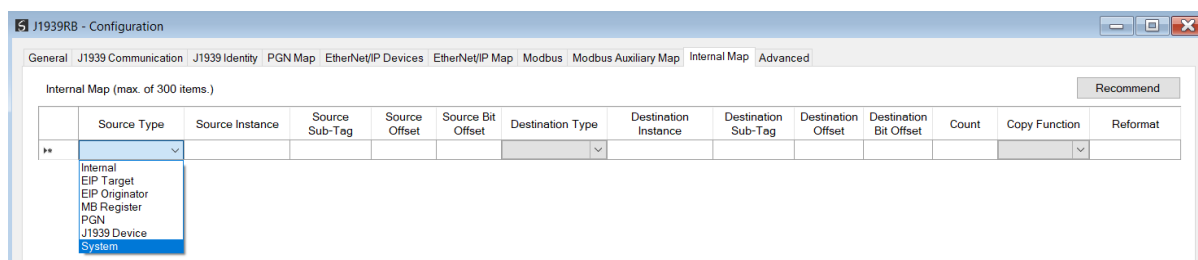 J1939RB - Configuration
General J1939 Communication J1939 Identity PGN Map EtherNet/IP Devices EtherNet/IP Map Modbus Modbus Auxiliary Map Internal Map Advanced
Internal Map (max. of 300 items.)
Recommend
Source Type Source Instance Source Sub-Tag Source Offset Source Bit Offset Destination Type Destination Instance Destination Sub-Tag Destination Offset Destination Bit Offset Count Copy Function Reformat
Internal
EIP Target
EIP Originator
MB Register
PGN
J1939 Device
System